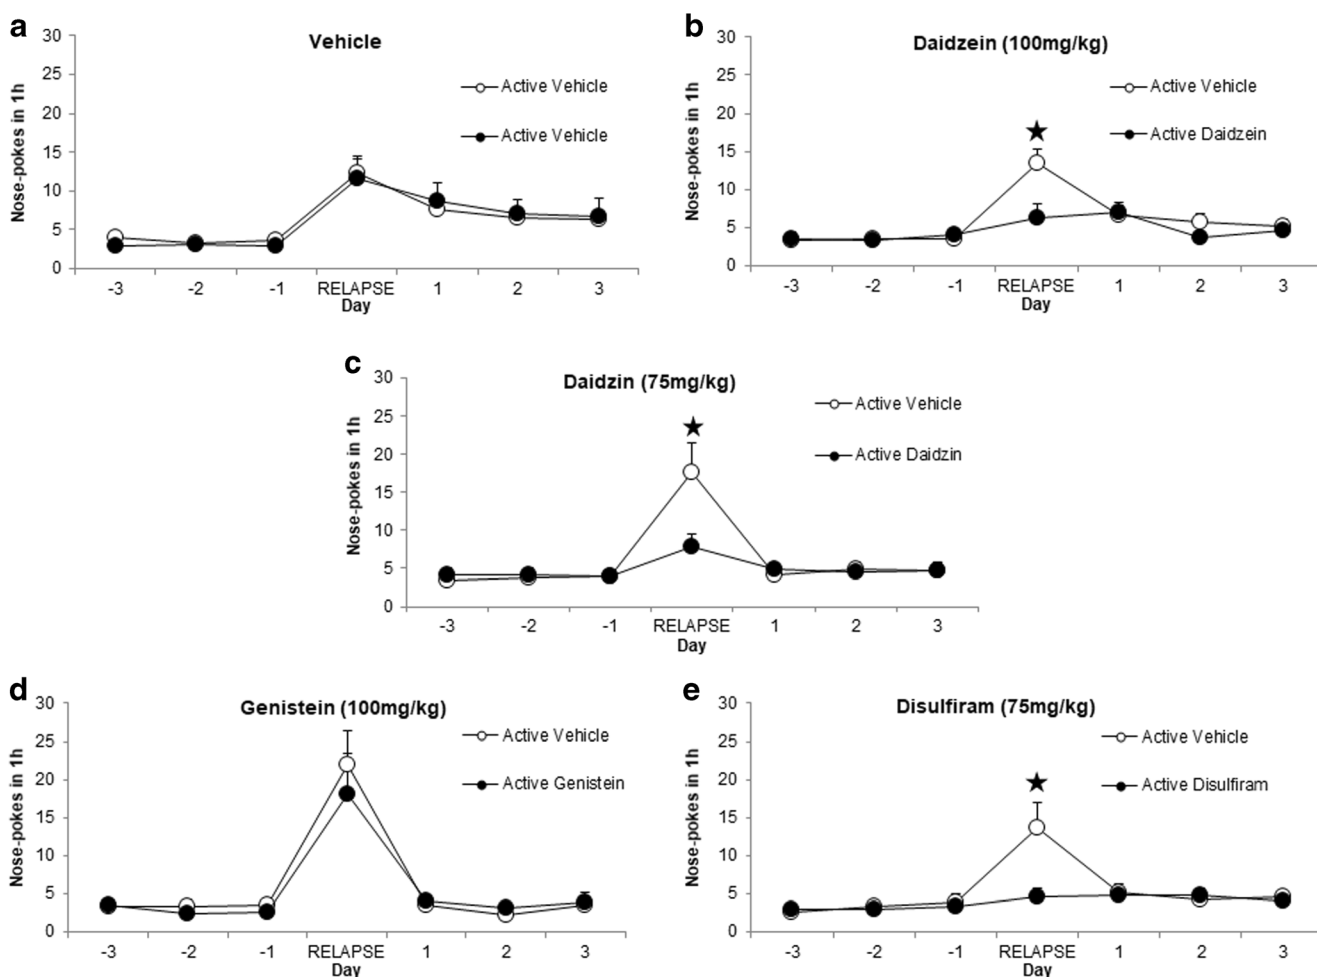 a
Vehicle
Nose-pokes in 1h
30
25
20
15
10
5
0
Active Vehicle
Active Vehicle
-3 -2 -1 RELAPSE 1 2 3
Day
b
Daidzein (100mg/kg)
Nose-pokes in 1h
30
25
20
15
10
5
0
Active Vehicle
Active Daidzein
-3 -2 -1 RELAPSE 1 2 3
Day
c
Daidzin (75mg/kg)
Nose-pokes in 1h
30
25
20
15
10
5
0
Active Vehicle
Active Daidzin
-3 -2 -1 RELAPSE 1 2 3
Day
d
Genistein (100mg/kg)
Nose-pokes in 1h
30
25
20
15
10
5
0
Active Vehicle
Active Genistein
-3 -2 -1 RELAPSE 1 2 3
Day
e
Disulfiram (75mg/kg)
Nose-pokes in 1h
30
25
20
15
10
5
0
Active Vehicle
Active Disulfiram
-3 -2 -1 RELAPSE 1 2 3
Day